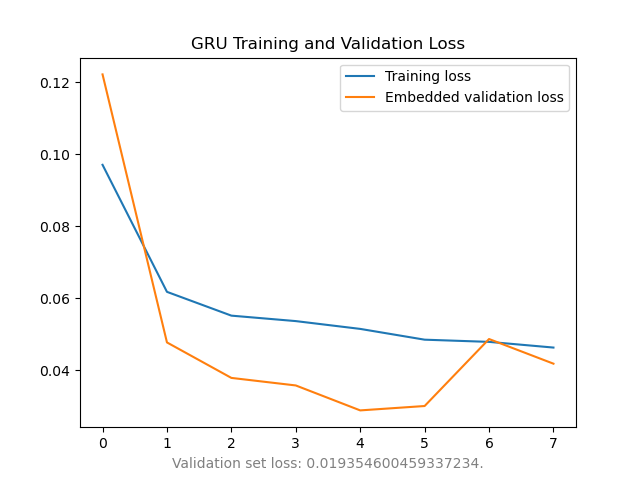 GRU Training and Validation Loss
Training loss
Embedded validation loss
0.12
0.10
0.08
0.06
0.04
0 1 2 3 4 5 6 7
Validation set loss: 0.019354600459337234.